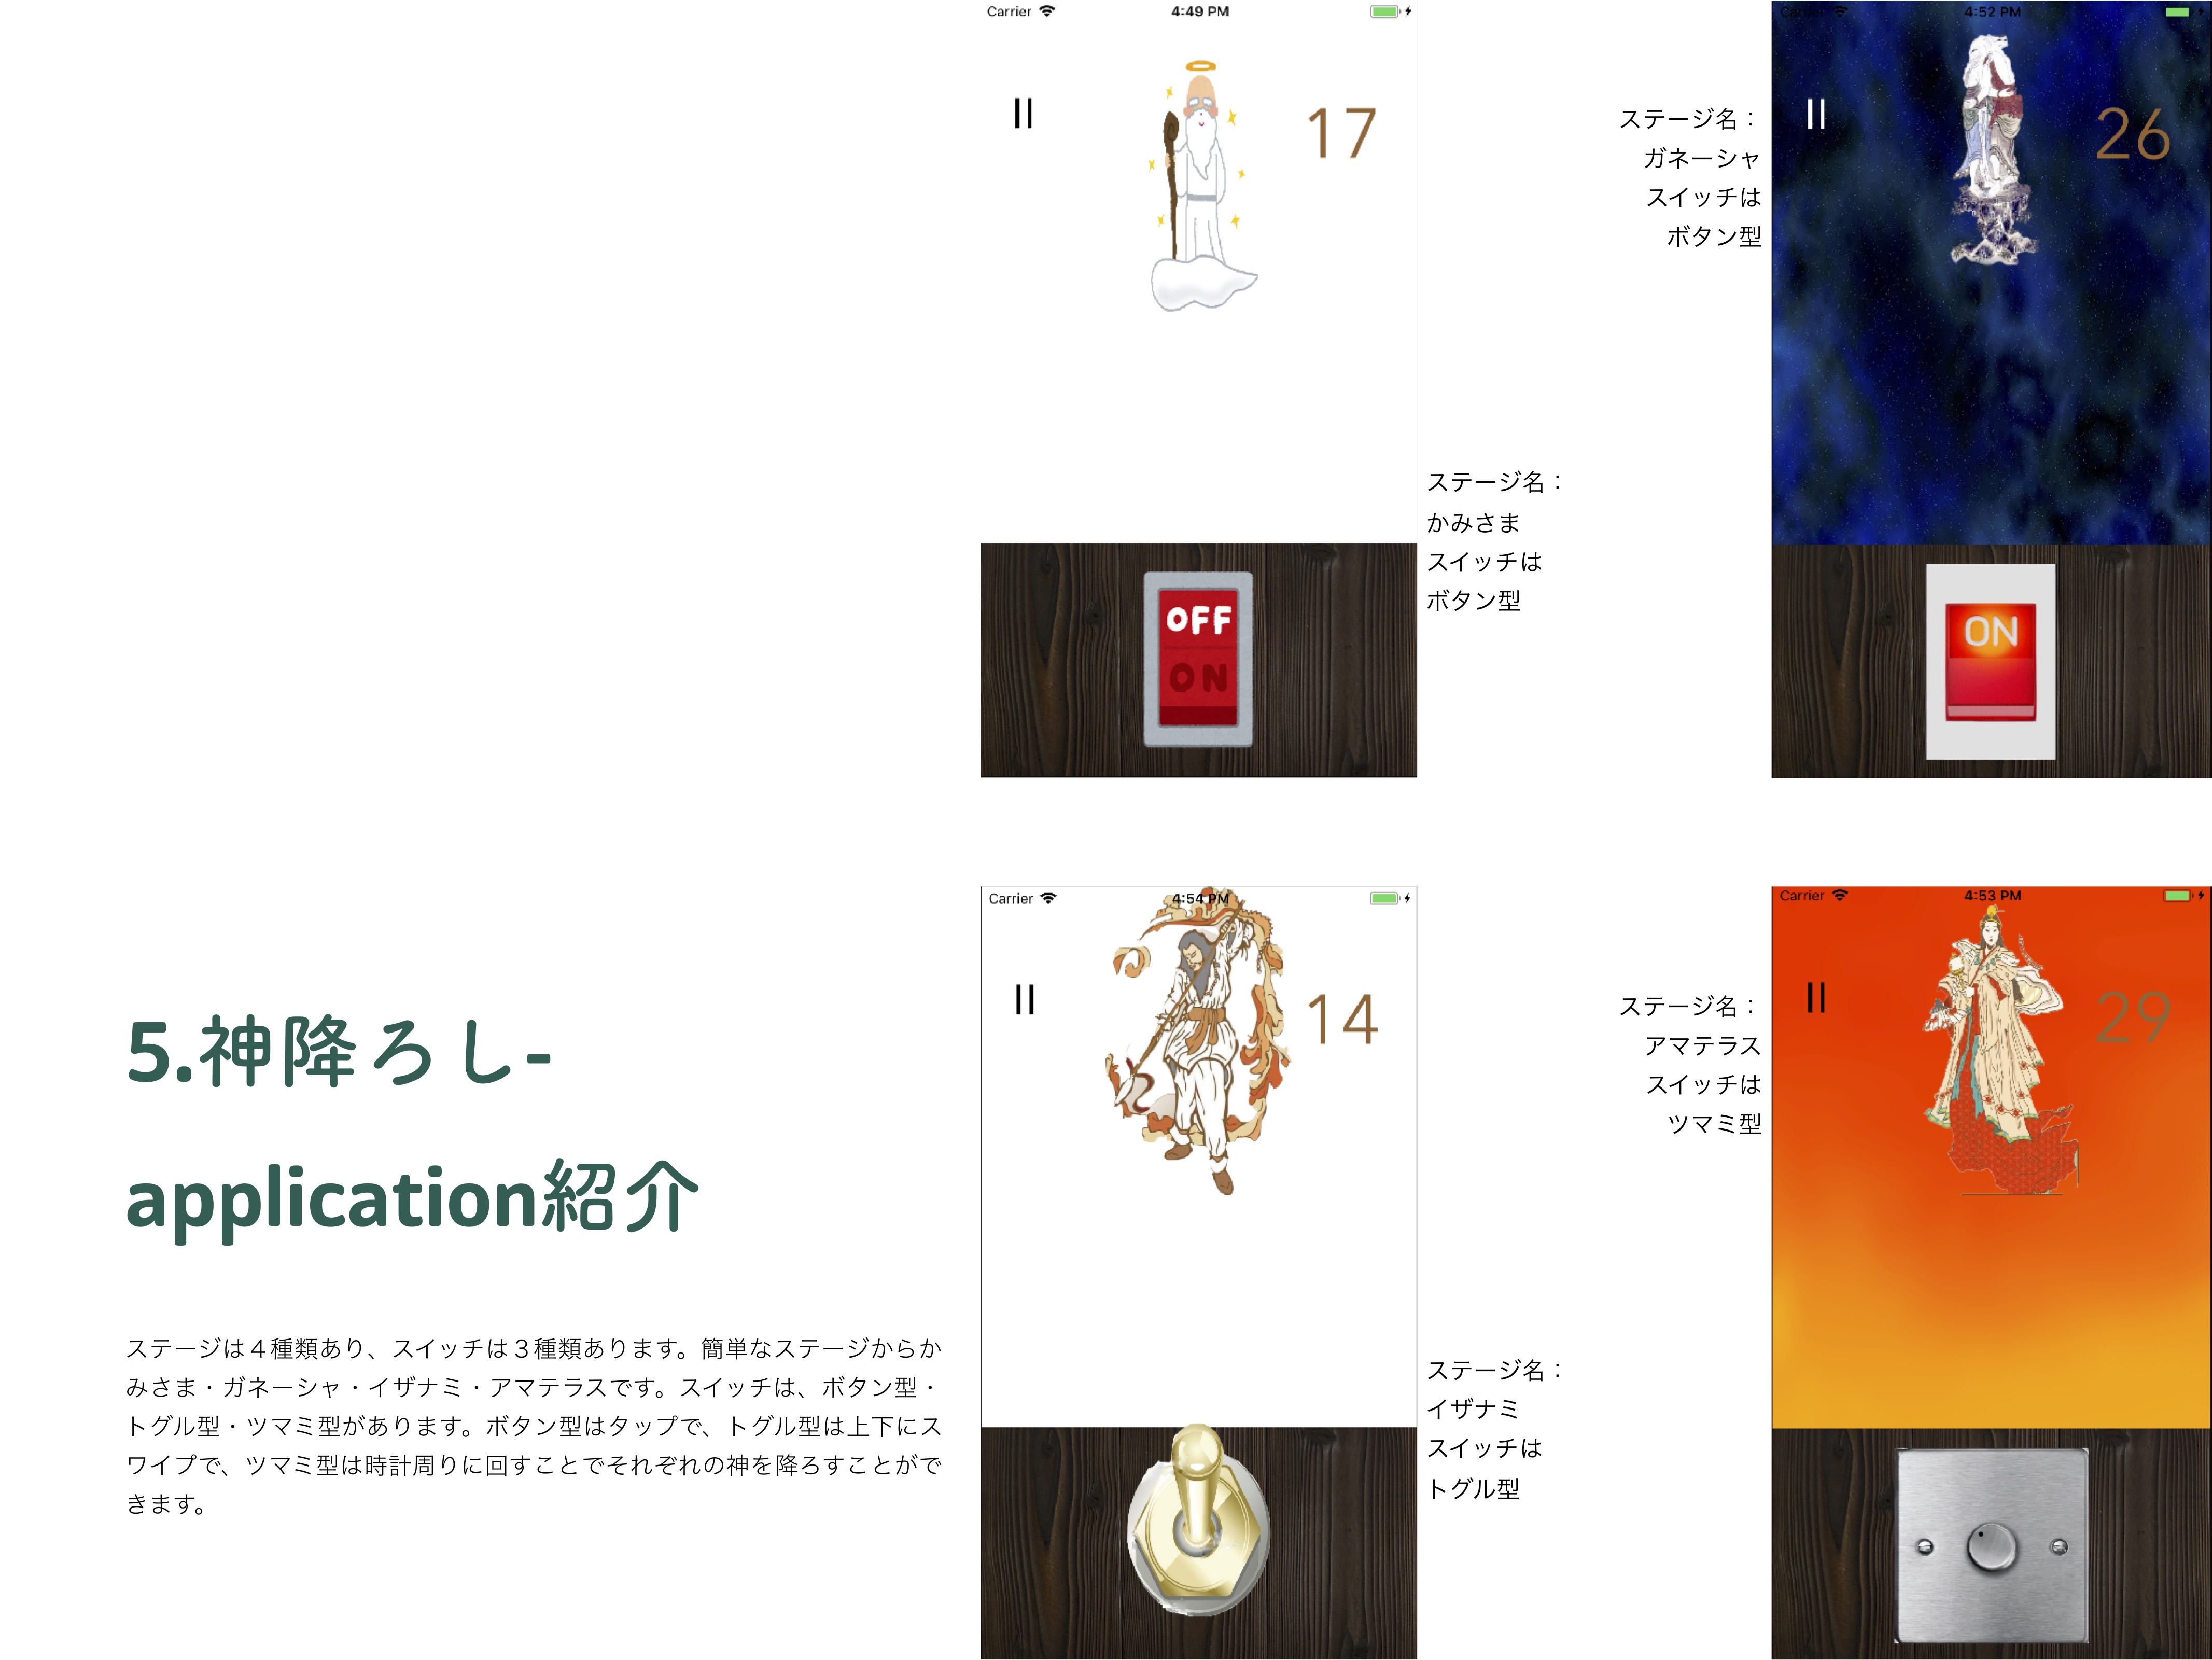 Carrier 4:49 PM
17
OFF
ON
ステージ名：
かみさま
スイッチは
ボタン型
ステージ名：
ガネーシャ
スイッチは
ボタン型
Carrier 4:52 PM
26
ON
5.神降ろし-
application紹介
ステージは４種類あり、スイッチは３種類あります。簡単なステージからか
みさま・ガネーシャ・イザナミ・アマテラスです。スイッチは、ボタン型・
トグル型・ツマミ型があります。ボタン型はタップで、トグル型は上下にス
ワイプで、ツマミ型は時計周りに回すことでそれぞれの神を降ろすことがで
きます。
Carrier 4:54 PM
14
ステージ名：
イザナミ
スイッチは
トグル型
ステージ名：
アマテラス
スイッチは
ツマミ型
Carrier 4:53 PM
29